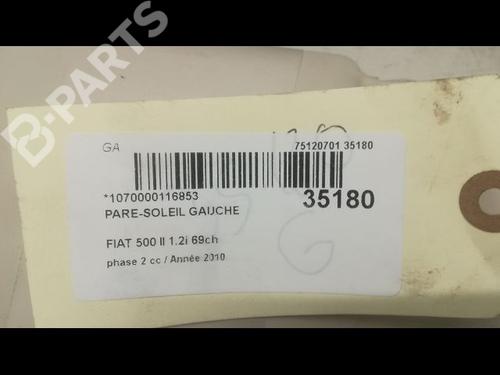 B-PARTS
GA
75120701 35180
*1070000116853
35180
PARE-SOLEIL GAUCHE
FIAT 500 II 1.2i 69ch
phase 2 cc / Année 2010
G